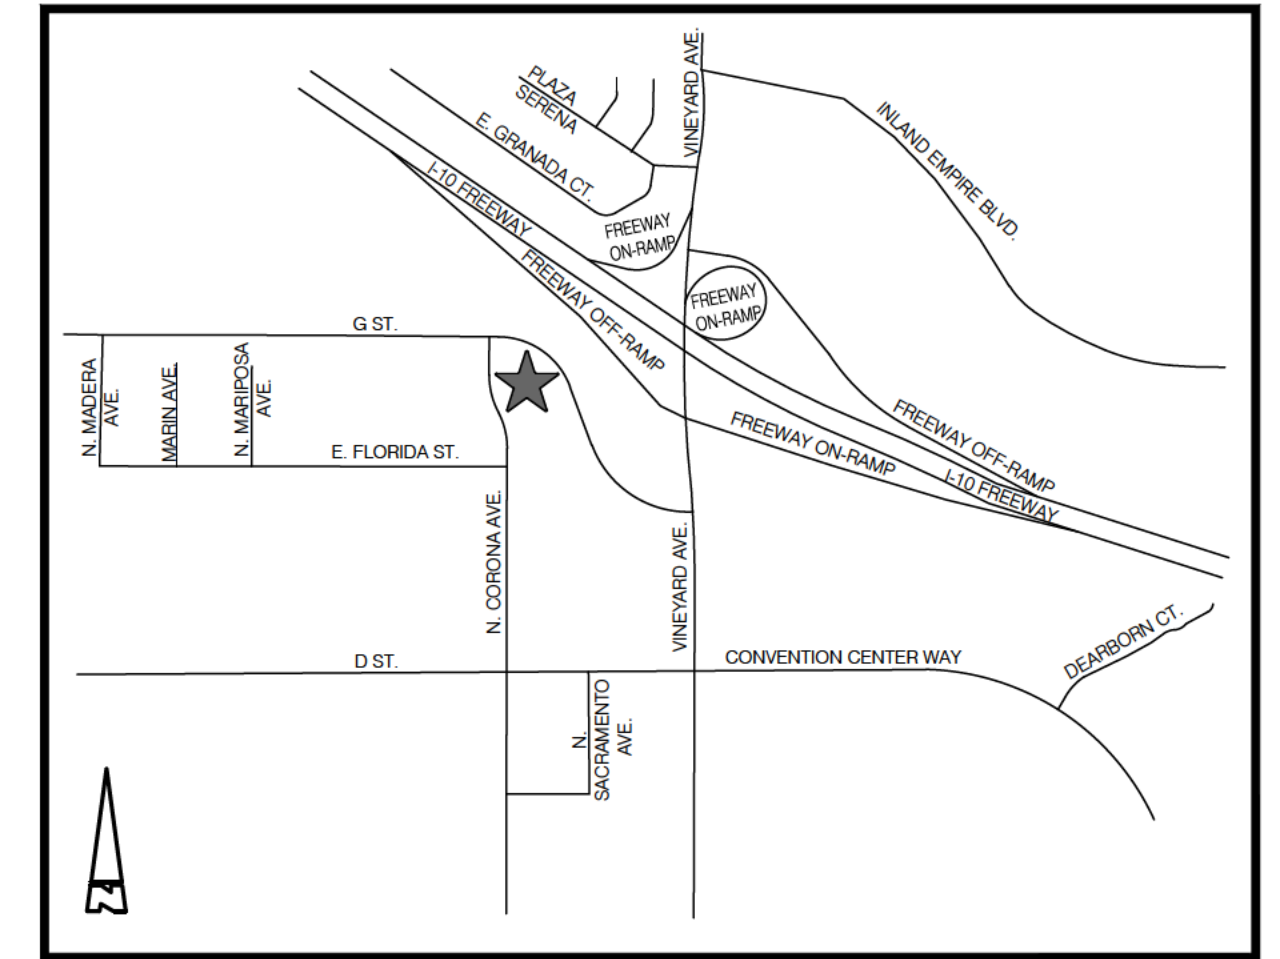 VINEYARD AVE.
PLAZA
SERENA
E. GRANADA CT.
INLAND EMPIRE BLVD.
I-10 FREEWAY
FREEWAY
ON-RAMP
FREEWAY OFF-RAMP
FREEWAY
ON-RAMP
G ST.
N. MADERA
AVE.
MARIN AVE.
N. MARIPOSA
AVE.
E. FLORIDA ST.
FREEWAY ON-RAMP
FREEWAY OFF-RAMP
I-10 FREEWAY
N. CORONA AVE.
VINEYARD AVE.
D ST.
CONVENTION CENTER WAY
DEARBORN CT.
N.
SACRAMENTO
AVE.
N